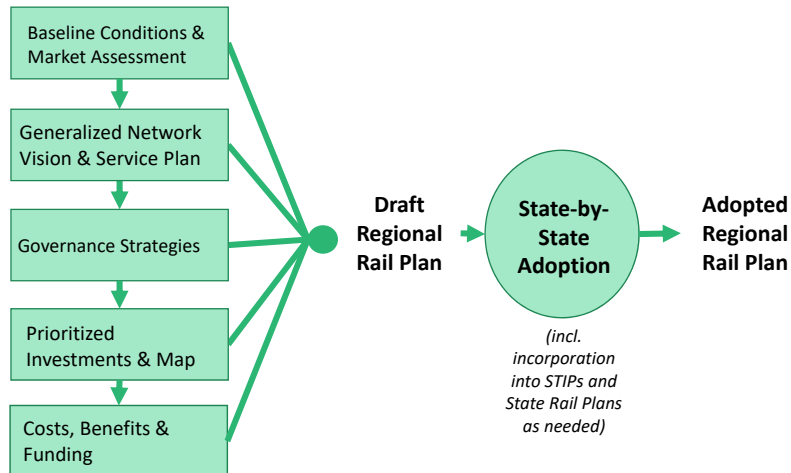 Baseline Conditions &
Market Assessment
Generalized Network
Vision & Service Plan
Governance Strategies
Prioritized
Investments & Map
Costs, Benefits &
Funding
Draft
Regional
Rail Plan
State-by-
State
Adoption
(incl.
incorporation
into STIPs and
State Rail Plans
as needed)
Adopted
Regional
Rail Plan